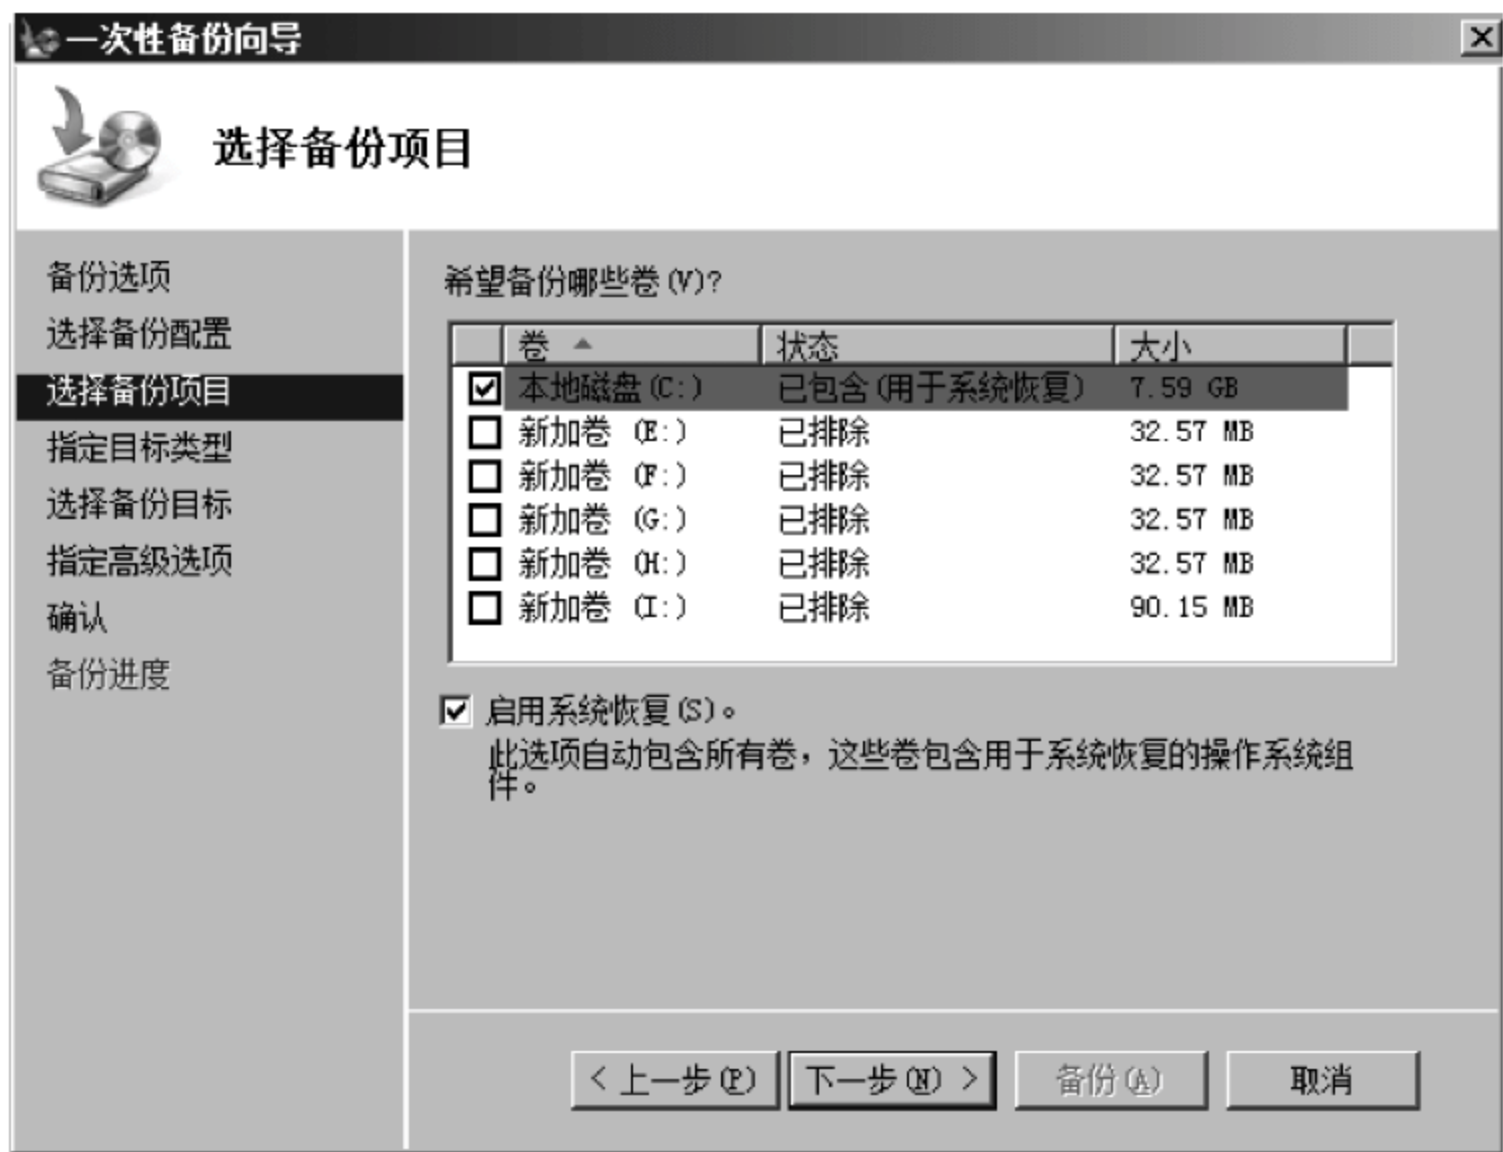 一次性备份向导
选择备份项目
备份选项
选择备份配置
选择备份项目
指定目标类型
选择备份目标
指定高级选项
确认
备份进度
希望备份哪些卷(V)?
卷 状态 大小
本地磁盘(C:) 已包含(用于系统恢复) 7.59 GB
新加卷 (E:) 已排除 32.57 MB
新加卷 (F:) 已排除 32.57 MB
新加卷 (G:) 已排除 32.57 MB
新加卷 (H:) 已排除 32.57 MB
新加卷 (I:) 已排除 90.15 MB
启用系统恢复(S)。
此选项自动包含所有卷，这些卷包含用于系统恢复的操作系统组
件。
< 上一步(P) 下一步(N) > 备份(A) 取消